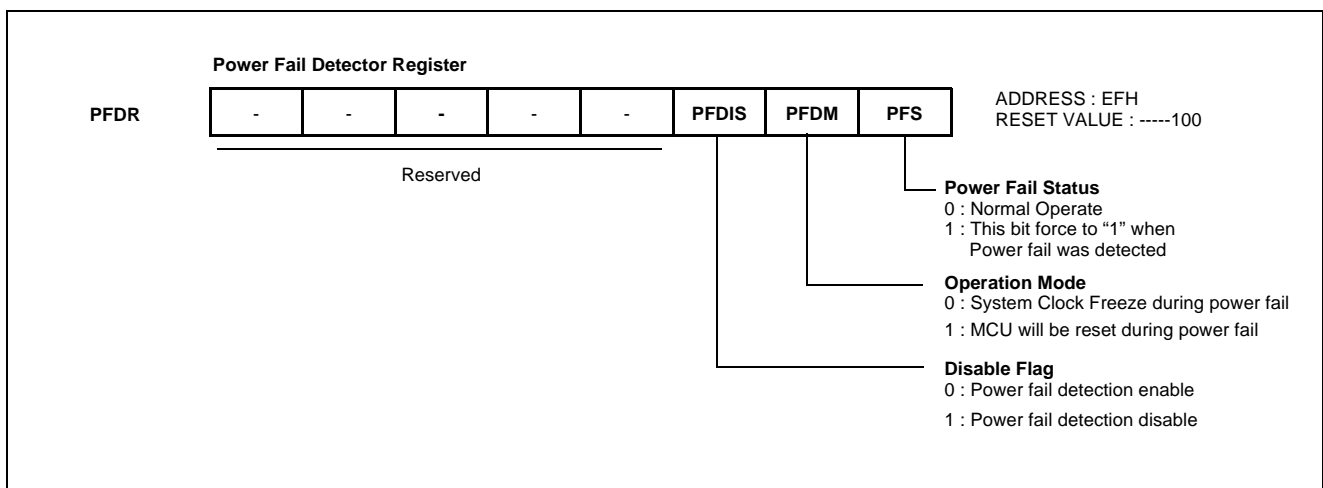 Power Fail Detector Register
PFDR
- - - - - PFDIS PFDM PFS
ADDRESS : EFH
RESET VALUE : -----100
Reserved
Power Fail Status
0 : Normal Operate
1 : This bit force to “1” when
Power fail was detected
Operation Mode
0 : System Clock Freeze during power fail
1 : MCU will be reset during power fail
Disable Flag
0 : Power fail detection enable
1 : Power fail detection disable